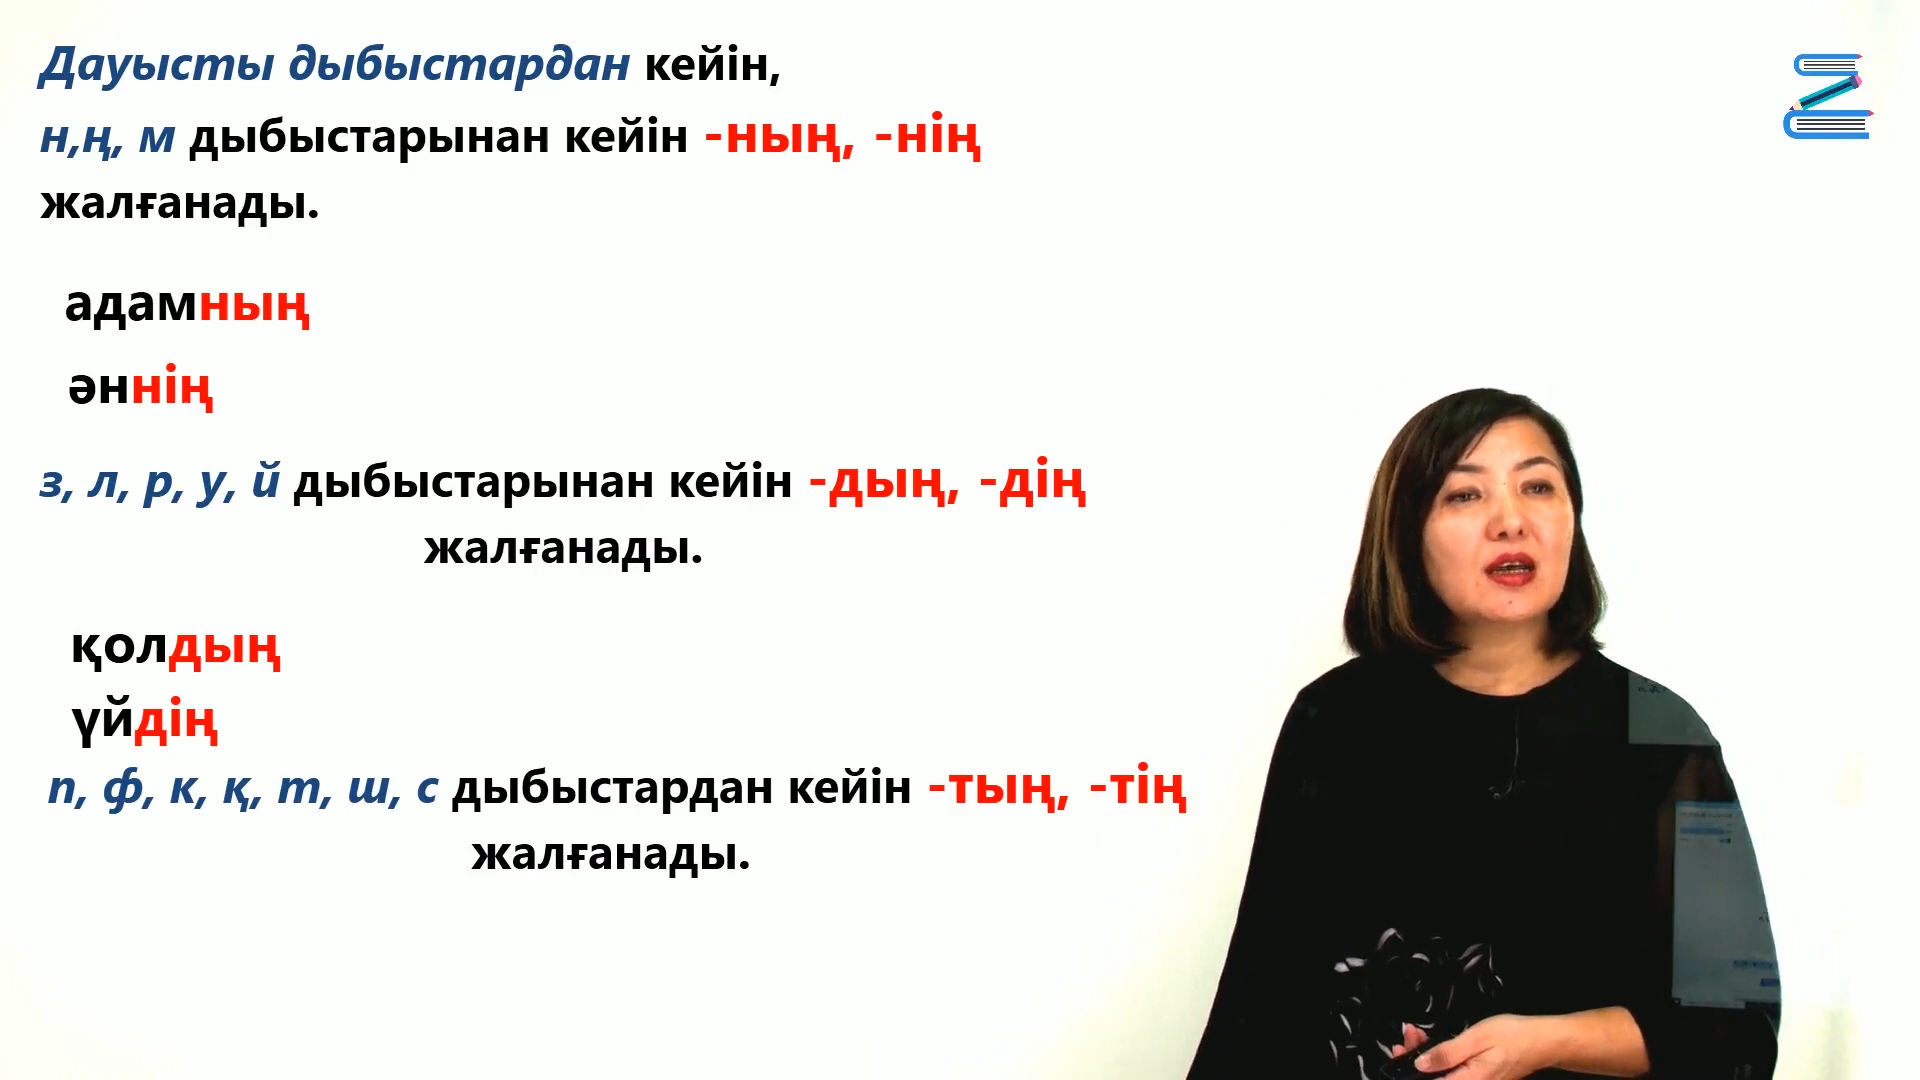 Дауысты дыбыстардан кейін,
н,ң, м дыбыстарынан кейін -ның, -нің
жалғанады.
адамның
әннің
з, л, р, у, й дыбыстарынан кейін -дың, -дің
жалғанады.
қолдың
үйдің
п, ф, к, қ, т, ш, с дыбыстардан кейін -тың, -тің
жалғанады.